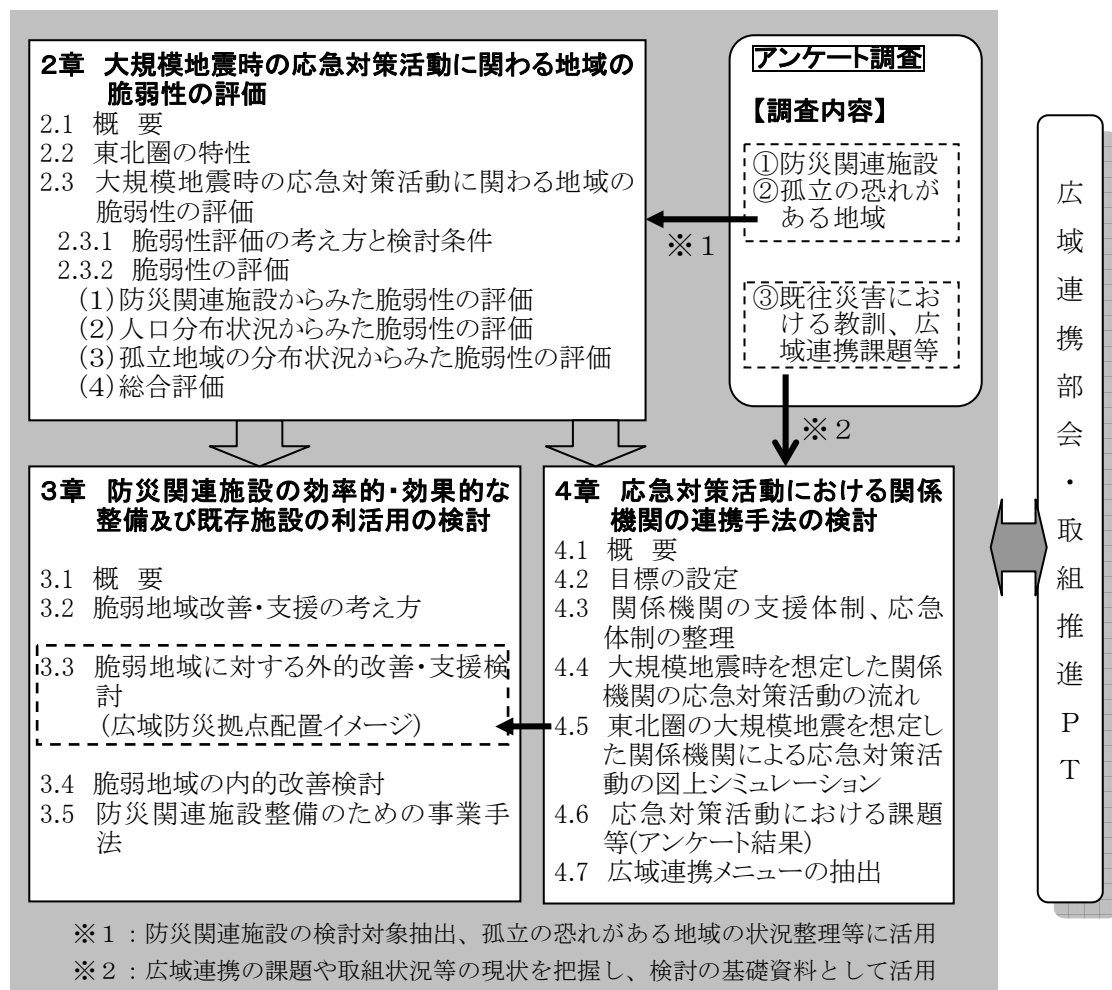 2章 大規模地震時の応急対策活動に関わる地域の
脆弱性の評価
2.1 概 要
2.2 東北圏の特性
2.3 大規模地震時の応急対策活動に関わる地域の
脆弱性の評価
2.3.1 脆弱性評価の考え方と検討条件
2.3.2 脆弱性の評価
(1)防災関連施設からみた脆弱性の評価
(2)人口分布状況からみた脆弱性の評価
(3)孤立地域の分布状況からみた脆弱性の評価
(4)総合評価
アンケート調査
【調査内容】
①防災関連施設
②孤立の恐れが
ある地域
※1
③既往災害にお
ける教訓、広
域連携課題等
※2
3章 防災関連施設の効率的・効果的な
整備及び既存施設の利活用の検討
3.1 概 要
3.2 脆弱地域改善・支援の考え方
3.3 脆弱地域に対する外的改善・支援検
討
(広域防災拠点配置イメージ)
3.4 脆弱地域の内的改善検討
3.5 防災関連施設整備のための事業手
法
4章 応急対策活動における関係
機関の連携手法の検討
4.1 概 要
4.2 目標の設定
4.3 関係機関の支援体制、応急
体制の整理
4.4 大規模地震時を想定した関係
機関の応急対策活動の流れ
4.5 東北圏の大規模地震を想定し
た関係機関による応急対策活
動の図上シミュレーション
4.6 応急対策活動における課題
等(アンケート結果)
4.7 広域連携メニューの抽出
広域連携部会・取組推進PT
※1:防災関連施設の検討対象抽出、孤立の恐れがある地域の状況整理等に活用
※2:広域連携の課題や取組状況等の現状を把握し、検討の基礎資料として活用